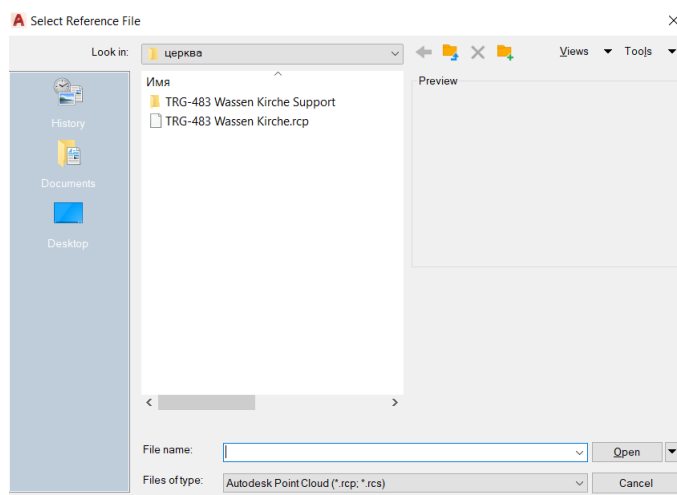 Select Reference File
Look in:
церква
Views
Tools
History
Documents
Desktop
Имя
TRG-483 Wassen Kirche Support
TRG-483 Wassen Kirche.rcp
Preview
File name:
Open
Files of type:
Autodesk Point Cloud (*.rcp; *.rcs)
Cancel